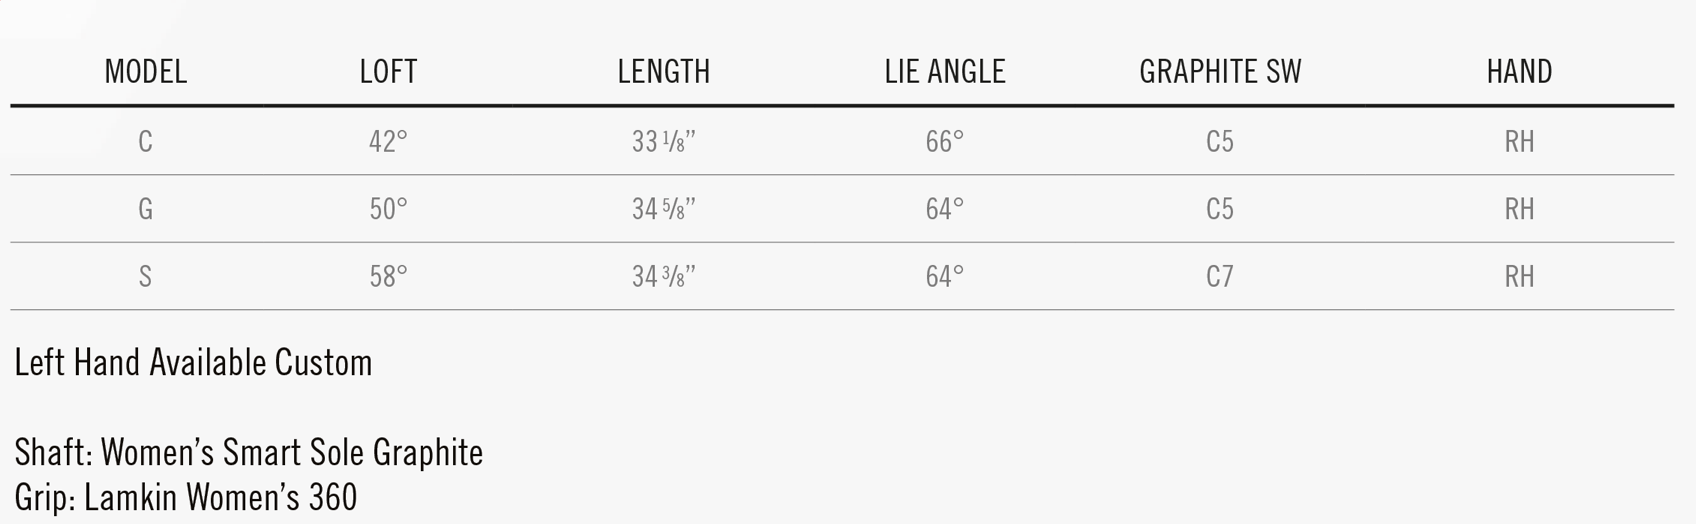 MODEL LOFT LENGTH LIE ANGLE GRAPHITE SW HAND
C 42° 33 1/8” 66° C5 RH
G 50° 34 5/8” 64° C5 RH
S 58° 34 3/8” 64° C7 RH
Left Hand Available Custom
Shaft: Women’s Smart Sole Graphite
Grip: Lamkin Women’s 360